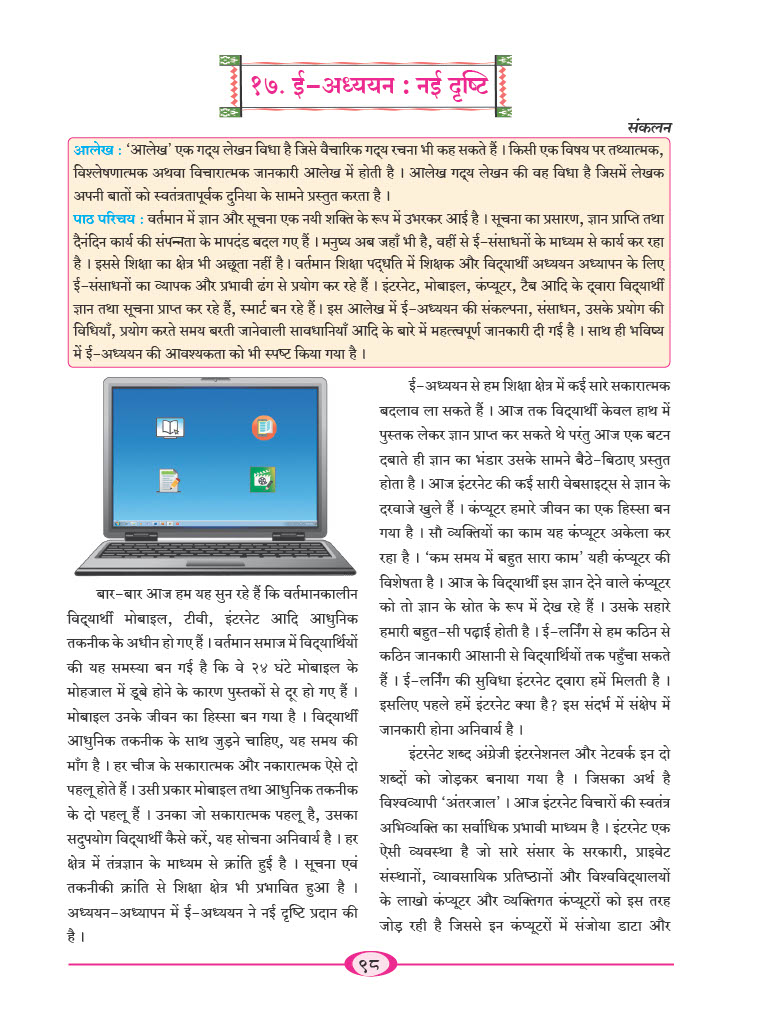 १७. ई-अध्ययन : नई दृष्टि
संकलन
आलेख : ‘आलेख’ एक गद्य लेखन विधा है जिसे वैचारिक गद्य रचना भी कह सकते हैं । किसी एक विषय पर तथ्यात्मक,
विश्लेषणात्मक अथवा विचारात्मक जानकारी आलेख में होती है । आलेख गद्य लेखन की वह विधा है जिसमें लेखक
अपनी बातों को स्वतंत्रतापूर्वक दुनिया के सामने प्रस्तुत करता है ।
पाठ परिचय : वर्तमान में ज्ञान और सूचना एक नयी शक्ति के रूप में उभरकर आई है । सूचना का प्रसारण, ज्ञान प्राप्ति तथा
दैनंदिन कार्य की संपन्नता के मापदंड बदल गए हैं । मनुष्य अब जहाँ भी है, वहीं से ई-संसाधनों के माध्यम से कार्य कर रहा
है । इससे शिक्षा का क्षेत्र भी अछूता नहीं है । वर्तमान शिक्षा पद्धति में शिक्षक और विद्यार्थी अध्ययन अध्यापन के लिए
ई-संसाधनों का व्यापक और प्रभावी ढंग से प्रयोग कर रहे हैं । इंटरनेट, मोबाइल, कंप्यूटर, टैब आदि के द्वारा विद्यार्थी
ज्ञान तथा सूचना प्राप्त कर रहे हैं, स्मार्ट बन रहे हैं । इस आलेख में ई-अध्ययन की संकल्पना, संसाधन, उसके प्रयोग की
विधियाँ, प्रयोग करते समय बरती जानेवाली सावधानियाँ आदि के बारे में महत्त्वपूर्ण जानकारी दी गई है । साथ ही भविष्य
में ई-अध्ययन की आवश्यकता को भी स्पष्ट किया गया है ।
बार-बार आज हम यह सुन रहे हैं कि वर्तमानकालीन
विद्यार्थी मोबाइल, टीवी, इंटरनेट आदि आधुनिक
तकनीक के अधीन हो गए हैं । वर्तमान समाज में विद्यार्थियों
की यह समस्या बन गई है कि वे २४ घंटे मोबाइल के
मोहजाल में डूबे होने के कारण पुस्तकों से दूर हो गए हैं ।
मोबाइल उनके जीवन का हिस्सा बन गया है । विद्यार्थी
आधुनिक तकनीक के साथ जुड़ने चाहिए, यह समय की
माँग है । हर चीज के सकारात्मक और नकारात्मक ऐसे दो
पहलू होते हैं । उसी प्रकार मोबाइल तथा आधुनिक तकनीक
के दो पहलू हैं । उनका जो सकारात्मक पहलू है, उसका
सदुपयोग विद्यार्थी कैसे करें, यह सोचना अनिवार्य है । हर
क्षेत्र में तंत्रज्ञान के माध्यम से क्रांति हुई है । सूचना एवं
तकनीकी क्रांति से शिक्षा क्षेत्र भी प्रभावित हुआ है ।
अध्ययन-अध्यापन में ई-अध्ययन ने नई दृष्टि प्रदान की
है ।
ई-अध्ययन से हम शिक्षा क्षेत्र में कई सारे सकारात्मक
बदलाव ला सकते हैं । आज तक विद्यार्थी केवल हाथ में
पुस्तक लेकर ज्ञान प्राप्त कर सकते थे परंतु आज एक बटन
दबाते ही ज्ञान का भंडार उसके सामने बैठे-बिठाए प्रस्तुत
होता है । आज इंटरनेट की कई सारी वेबसाइट्स से ज्ञान के
दरवाजे खुले हैं । कंप्यूटर हमारे जीवन का एक हिस्सा बन
गया है । सौ व्यक्तियों का काम यह कंप्यूटर अकेला कर
रहा है । ‘कम समय में बहुत सारा काम’ यही कंप्यूटर की
विशेषता है । आज के विद्यार्थी इस ज्ञान देने वाले कंप्यूटर
को तो ज्ञान के स्रोत के रूप में देख रहे हैं । उसके सहारे
हमारी बहुत-सी पढ़ाई होती है । ई-लर्निंग से हम कठिन से
कठिन जानकारी आसानी से विद्यार्थियों तक पहुँचा सकते
हैं । ई-लर्निंग की सुविधा इंटरनेट द्वारा हमें मिलती है ।
इसलिए पहले हमें इंटरनेट क्या है? इस संदर्भ में संक्षेप में
जानकारी होना अनिवार्य है ।
इंटरनेट शब्द अंग्रेजी इंटरनेशनल और नेटवर्क इन दो
शब्दों को जोड़कर बनाया गया है । जिसका अर्थ है
विश्वव्यापी ‘अंतरजाल’ । आज इंटरनेट विचारों की स्वतंत्र
अभिव्यक्ति का सर्वाधिक प्रभावी माध्यम है । इंटरनेट एक
ऐसी व्यवस्था है जो सारे संसार के सरकारी, प्राइवेट
संस्थानों, व्यावसायिक प्रतिष्ठानों और विश्वविद्यालयों
के लाखो कंप्यूटर और व्यक्तिगत कंप्यूटरों को इस तरह
जोड़ रही है जिससे इन कंप्यूटरों में संजोया डाटा और
९८